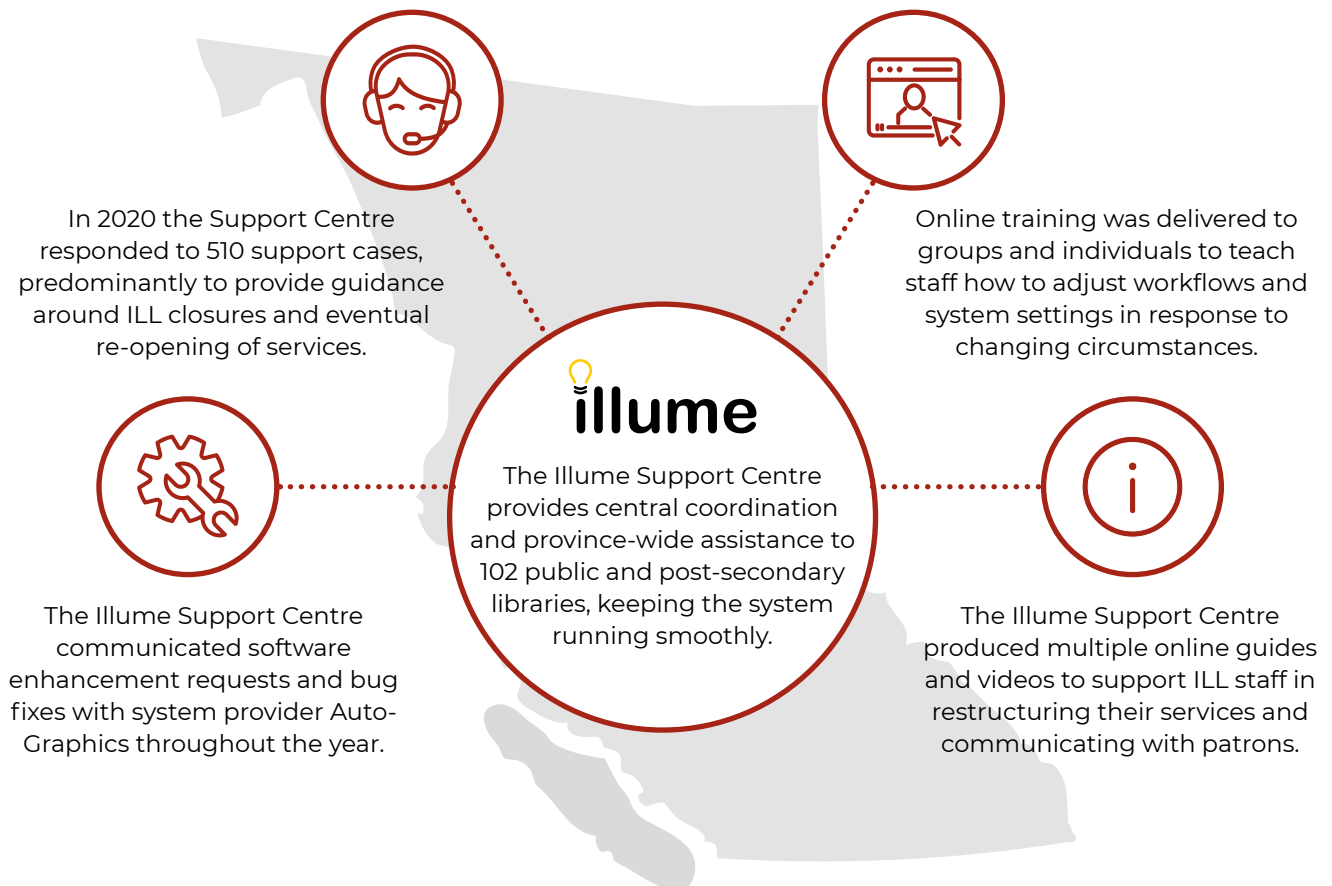 In 2020 the Support Centre
responded to 510 support cases,
predominantly to provide guidance
around ILL closures and eventual
re-opening of services.
Online training was delivered to
groups and individuals to teach
staff how to adjust workflows and
system settings in response to
changing circumstances.
illume
The Illume Support Centre
provides central coordination
and province-wide assistance to
102 public and post-secondary
libraries, keeping the system
running smoothly.
The Illume Support Centre
communicated software
enhancement requests and bug
fixes with system provider Auto-
Graphics throughout the year.
The Illume Support Centre
produced multiple online guides
and videos to support ILL staff in
restructuring their services and
communicating with patrons.